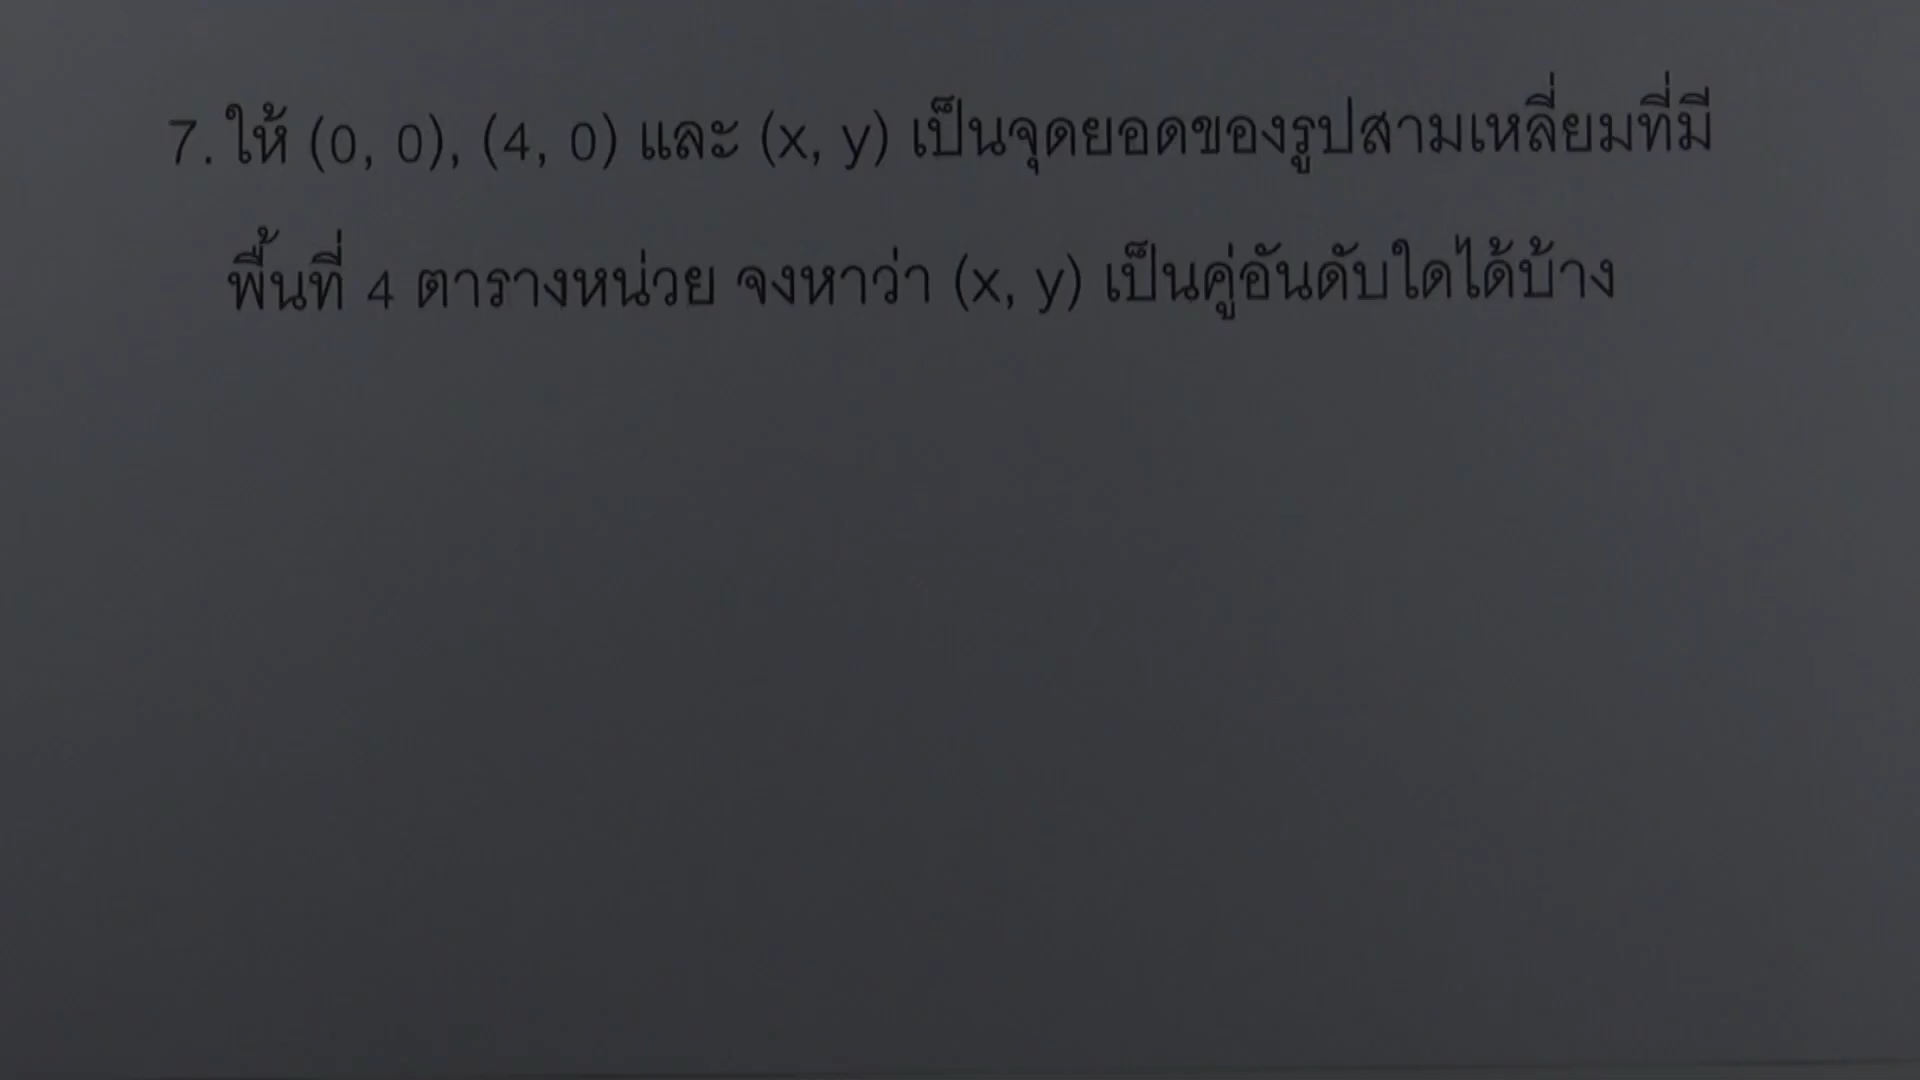 7. ให้ (0, 0), (4, 0) และ (x, y) เป็นจุดยอดของรูปสามเหลี่ยมที่มี
พื้นที่ 4 ตารางหน่วย จงหาว่า (x, y) เป็นคู่อันดับใดได้บ้าง